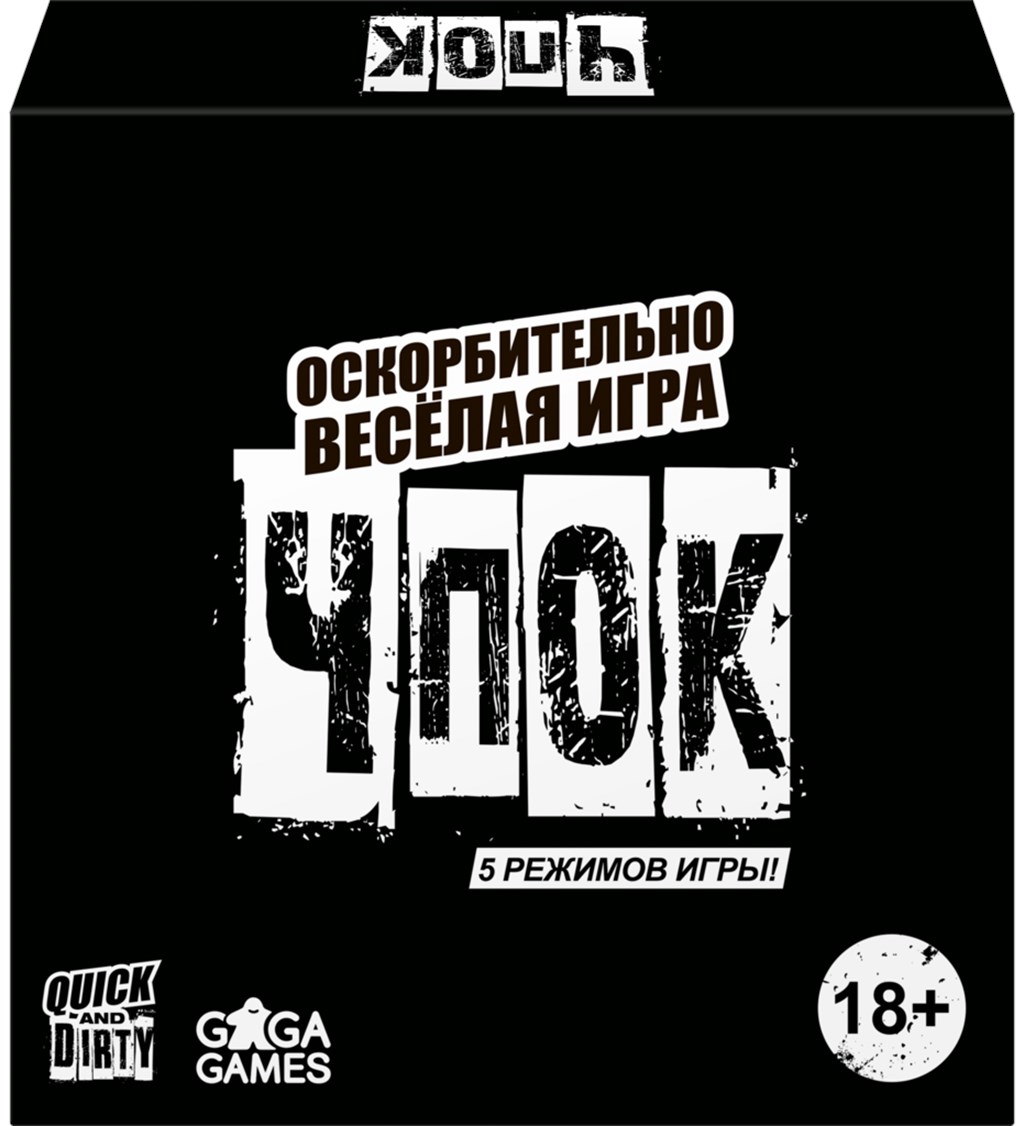 ЧПОК
ОСКОРБИТЕЛЬНО
ВЕСЁЛАЯ ИГРА
ЧПОК
5 РЕЖИМОВ ИГРЫ!
QUICK
AND
DIRTY
GAGA
GAMES
18+